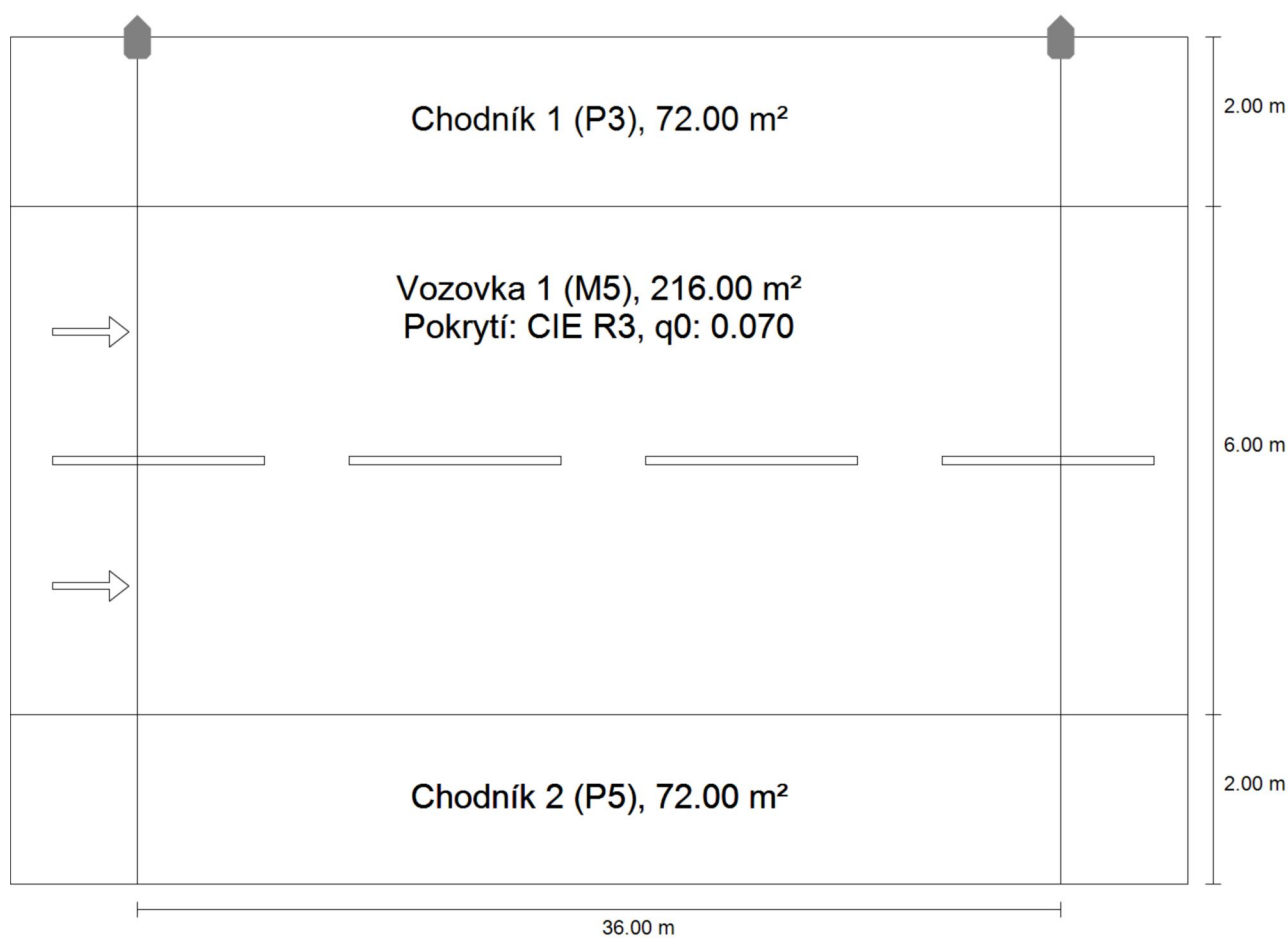 Chodník 1 (P3), 72.00 m²
2.00 m
Vozovka 1 (M5), 216.00 m²
Pokrytí: CIE R3, q0: 0.070
6.00 m
Chodník 2 (P5), 72.00 m²
2.00 m
36.00 m